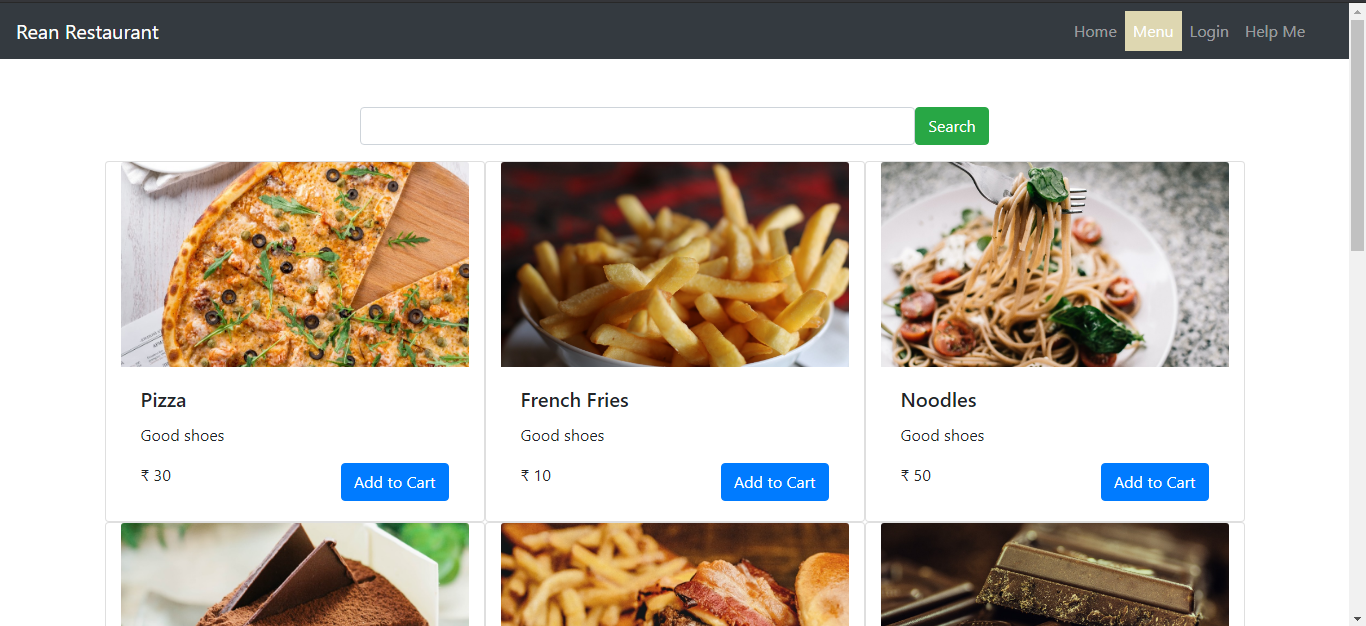 Rean Restaurant
Home Menu Login Help Me
Search
Pizza
Good shoes
₹ 30 Add to Cart
French Fries
Good shoes
₹ 10 Add to Cart
Noodles
Good shoes
₹ 50 Add to Cart